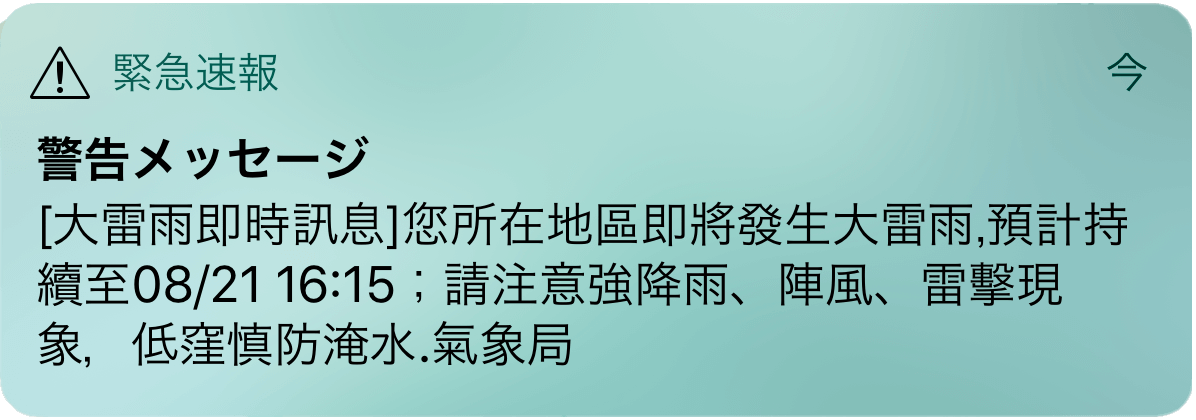 緊急速報
今
警告メッセージ
[大雷雨即時訊息]您所在地區即將發生大雷雨,預計持
續至08/21 16:15；請注意強降雨、陣風、雷擊現
象，低窪慎防淹水.氣象局